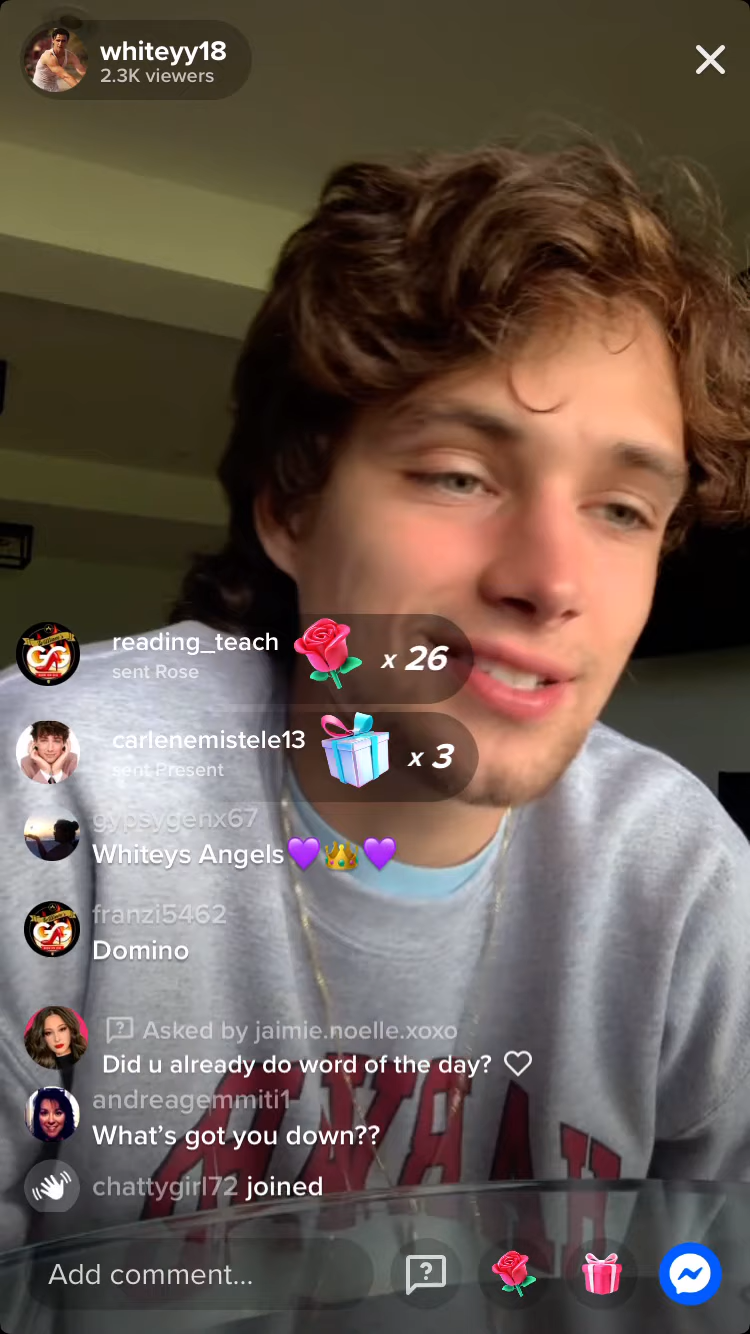 whiteyy18
2.3K viewers
reading_teach
sent Rose
x 26
carlenemistele13
sent Present
x 3
gypsygenx67
Whiteys Angels💜👑💜
franzi5462
Domino
Asked by jaimie.noelle.xoxo
Did u already do word of the day?
andreagemmiti1
What's got you down??
chattygirl72 joined
Add comment...